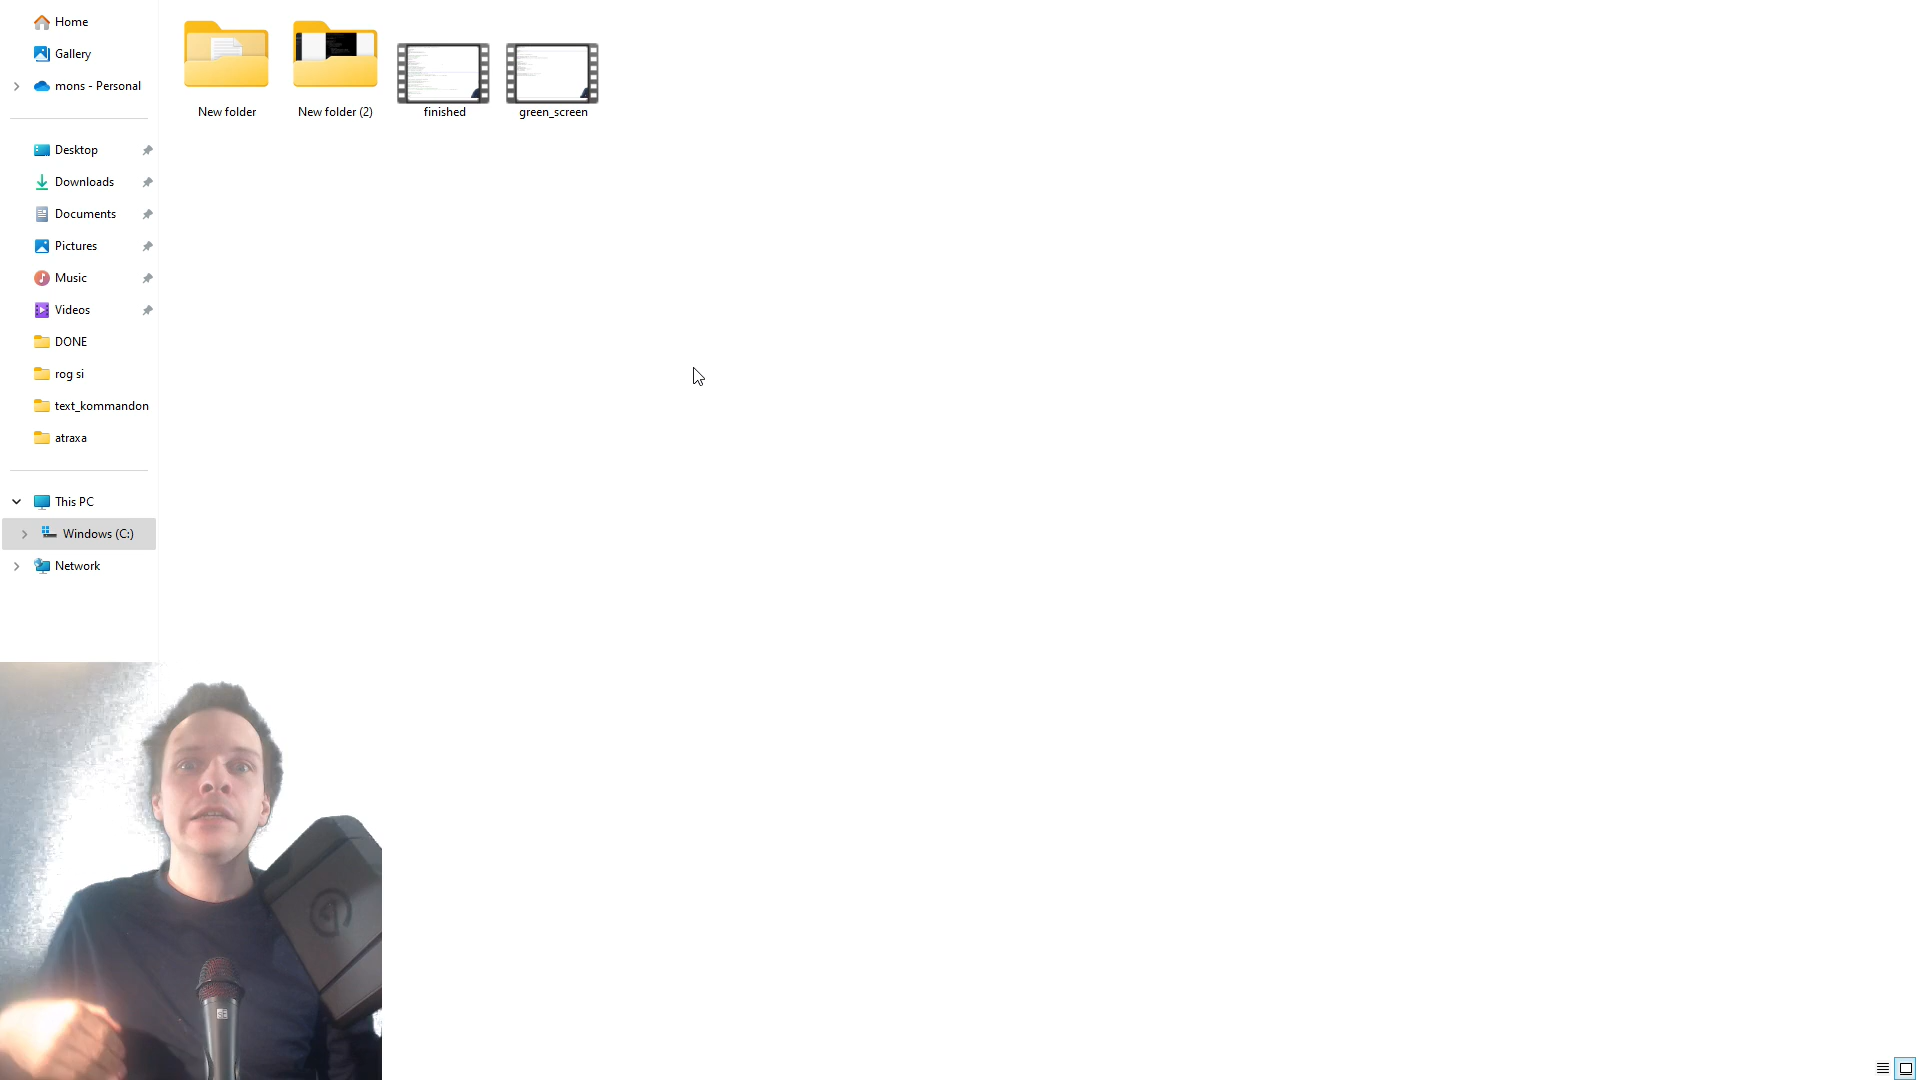 Home
Gallery
mons - Personal
Desktop
Downloads
Documents
Pictures
Music
Videos
DONE
rog si
text_kommandon
atraxa
This PC
Windows (C:)
Network
New folder
New folder (2)
finished
green_screen